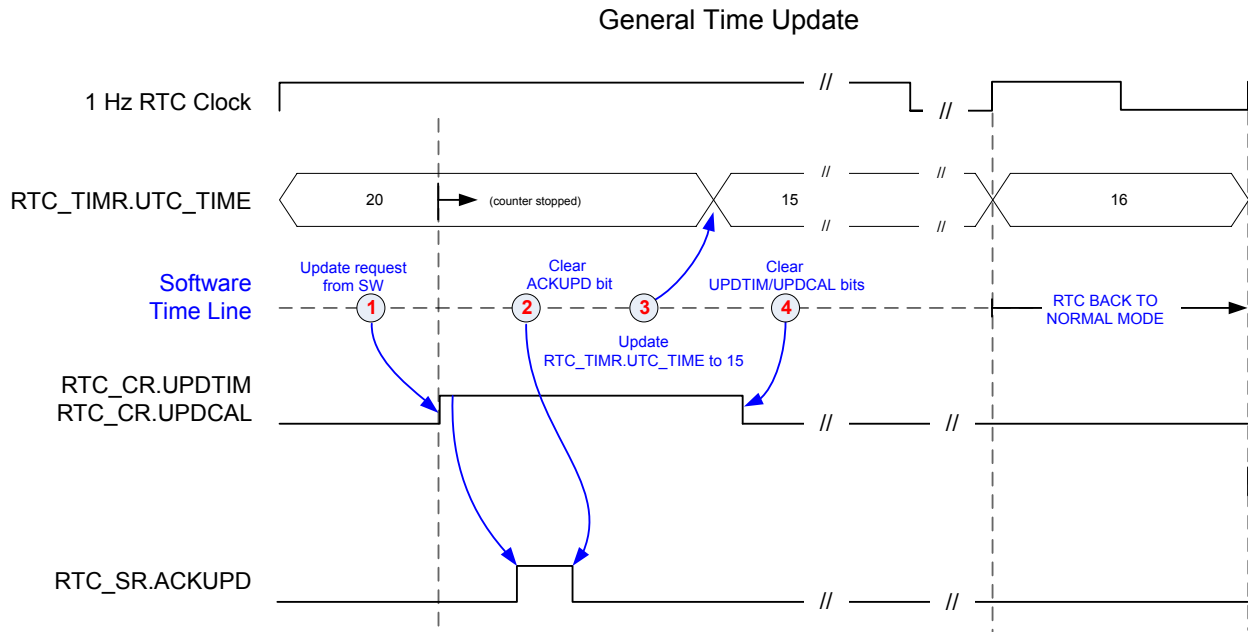 General Time Update
1 Hz RTC Clock
//
//
RTC_TIMR.UTC_TIME
20
(counter stopped)
//
//
15
16
//
//
Software
Time Line
Update request
from SW
1
Clear
ACKUPD bit
2
3
Update
RTC_TIMR.UTC_TIME to 15
Clear
UPDTIM/UPDCAL bits
4
RTC BACK TO
NORMAL MODE
RTC_CR.UPDTIM
RTC_CR.UPDCAL
//
//
RTC_SR.ACKUPD
//
//